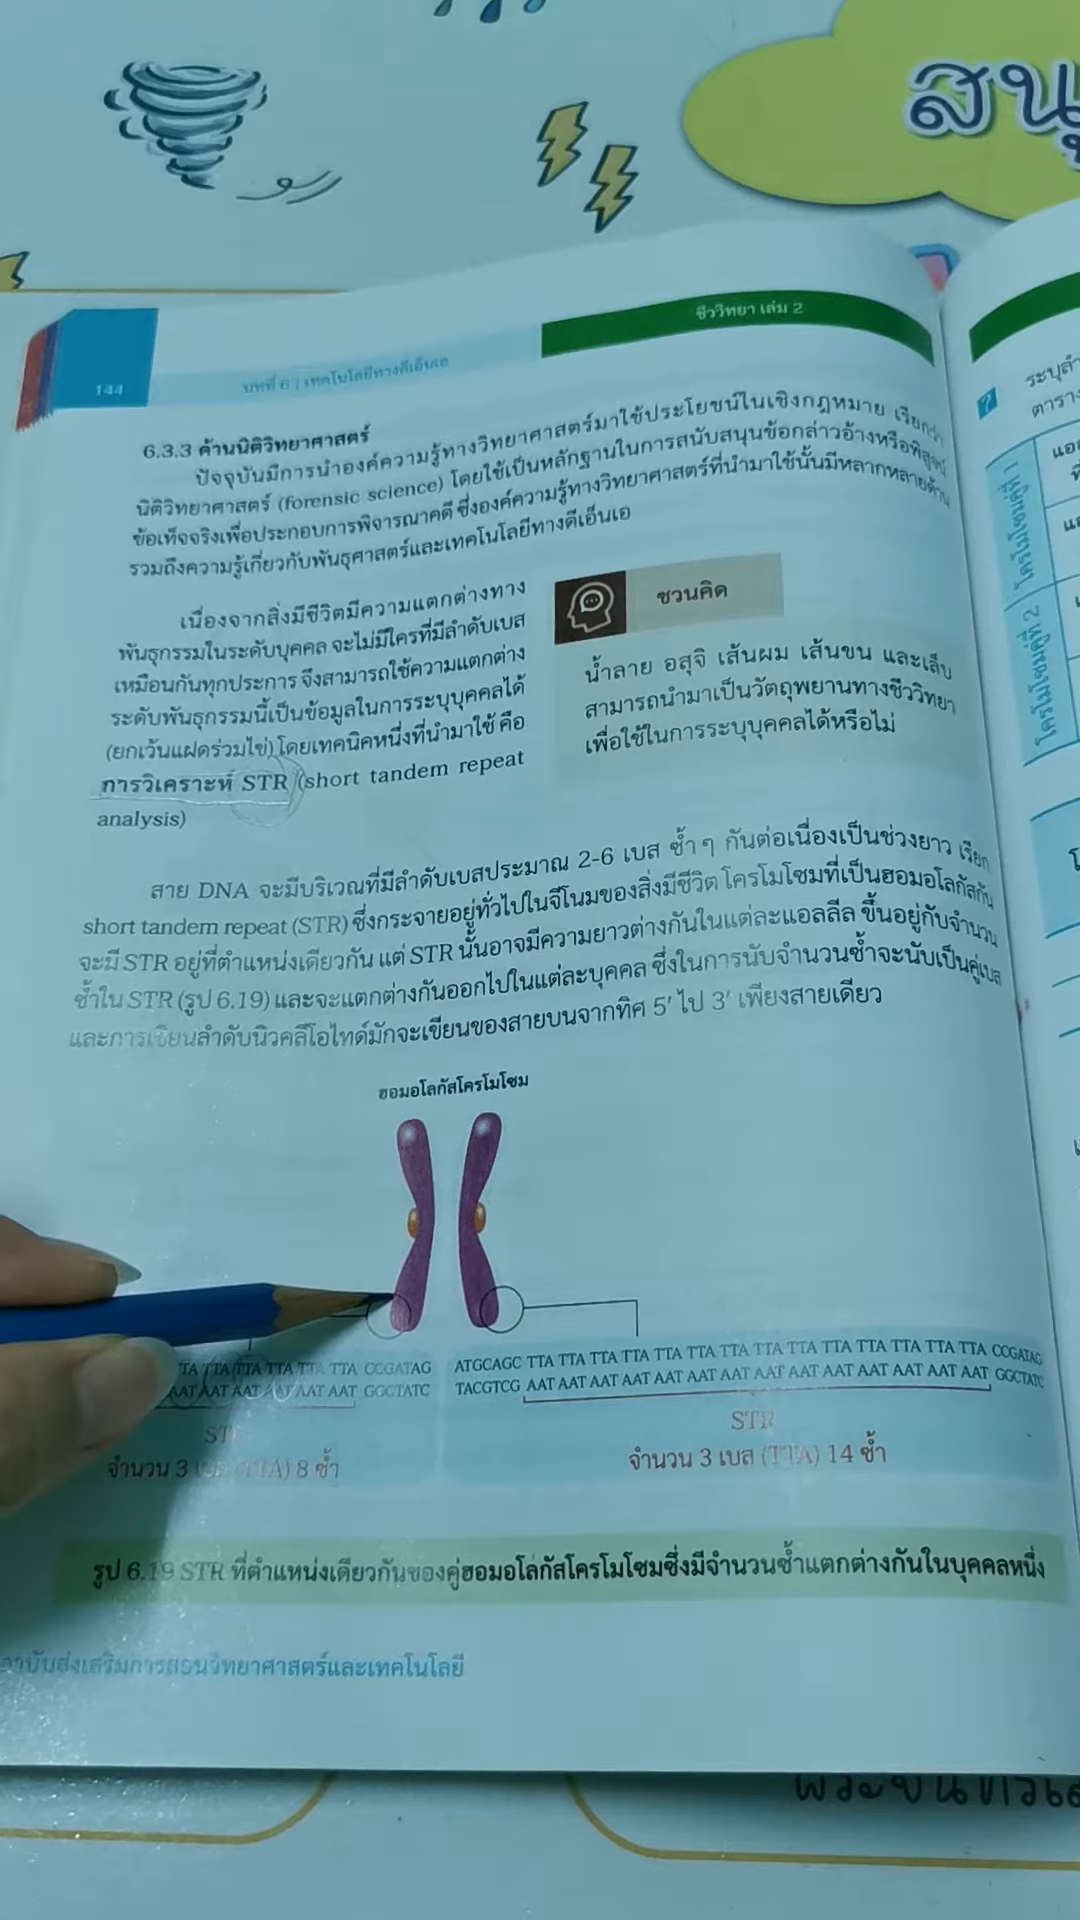 สนุ
ชีววิทยา เล่ม 2
144
บทที่ 6 | เทคโนโลยีทางดีเอ็นเอ
6.3.3 ด้านนิติวิทยาศาสตร์
ปัจจุบันมีการนำองค์ความรู้ทางวิทยาศาสตร์มาใช้ประโยชน์ในเชิงกฎหมาย เรียกว่า
นิติวิทยาศาสตร์ (forensic science) โดยใช้เป็นหลักฐานในการสนับสนุนข้อกล่าวอ้างหรือพิสูจน์
ข้อเท็จจริงเพื่อประกอบการพิจารณาคดี ซึ่งองค์ความรู้ทางวิทยาศาสตร์ที่นำมาใช้นั้นมีหลากหลายด้าน
รวมถึงความรู้เกี่ยวกับพันธุศาสตร์และเทคโนโลยีทางดีเอ็นเอ
เนื่องจากสิ่งมีชีวิตมีความแตกต่างทาง
พันธุกรรมในระดับบุคคล จะไม่มีใครที่มีลำดับเบส
เหมือนกันทุกประการ จึงสามารถใช้ความแตกต่าง
ระดับพันธุกรรมนี้เป็นข้อมูลในการระบุบุคคลได้
(ยกเว้นแฝดร่วมไข่) โดยเทคนิคหนึ่งที่นำมาใช้ คือ
การวิเคราะห์ STR (short tandem repeat
analysis)
ชวนคิด
น้ำลาย อสุจิ เส้นผม เส้นขน และเล็บ
สามารถนำมาเป็นวัตถุพยานทางชีววิทยา
เพื่อใช้ในการระบุบุคคลได้หรือไม่
สาย DNA จะมีบริเวณที่มีลำดับเบสประมาณ 2-6 เบส ซ้ำ ๆ กันต่อเนื่องเป็นช่วงยาว เรียก
short tandem repeat (STR) ซึ่งกระจายอยู่ทั่วไปในจีโนมของสิ่งมีชีวิต โครโมโซมที่เป็นฮอมอโลกัสกัน
จะมี STR อยู่ที่ตำแหน่งเดียวกัน แต่ STR นั้นอาจมีความยาวต่างกันในแต่ละแอลลีล ขึ้นอยู่กับจำนวน
ซ้ำใน STR (รูป 6.19) และจะแตกต่างกันออกไปในแต่ละบุคคล ซึ่งในการนับจำนวนซ้ำจะนับเป็นคู่เบส
และการเขียนลำดับนิวคลีโอไทด์มักจะเขียนของสายบนจากทิศ 5′ ไป 3′ เพียงสายเดียว
ฮอมอโลกัสโครโมโซม
TA TTA TTA TTA TTA TTA CCGATAG
AAT AAT AAT AAT AAT AAT GGCTATC
STR
จำนวน 3 เบส (TTA) 8 ซ้ำ
ATGCAGC TTA TTA TTA TTA TTA TTA TTA TTA TTA TTA TTA TTA TTA TTA CCGATAG
TACGTCG AAT AAT AAT AAT AAT AAT AAT AAT AAT AAT AAT AAT AAT AAT GGCTATC
STR
จำนวน 3 เบส (TTA) 14 ซ้ำ
รูป 6.19 STR ที่ตำแหน่งเดียวกันของคู่ฮอมอโลกัสโครโมโซมซึ่งมีจำนวนซ้ำแตกต่างกันในบุคคลหนึ่ง
าบันส่งเสริมการสอนวิทยาศาสตร์และเทคโนโลยี
ระบุลำ
ตาราง
โครโมโซมคู่ที่ 1
โครโมโซมคู่ที่ 2